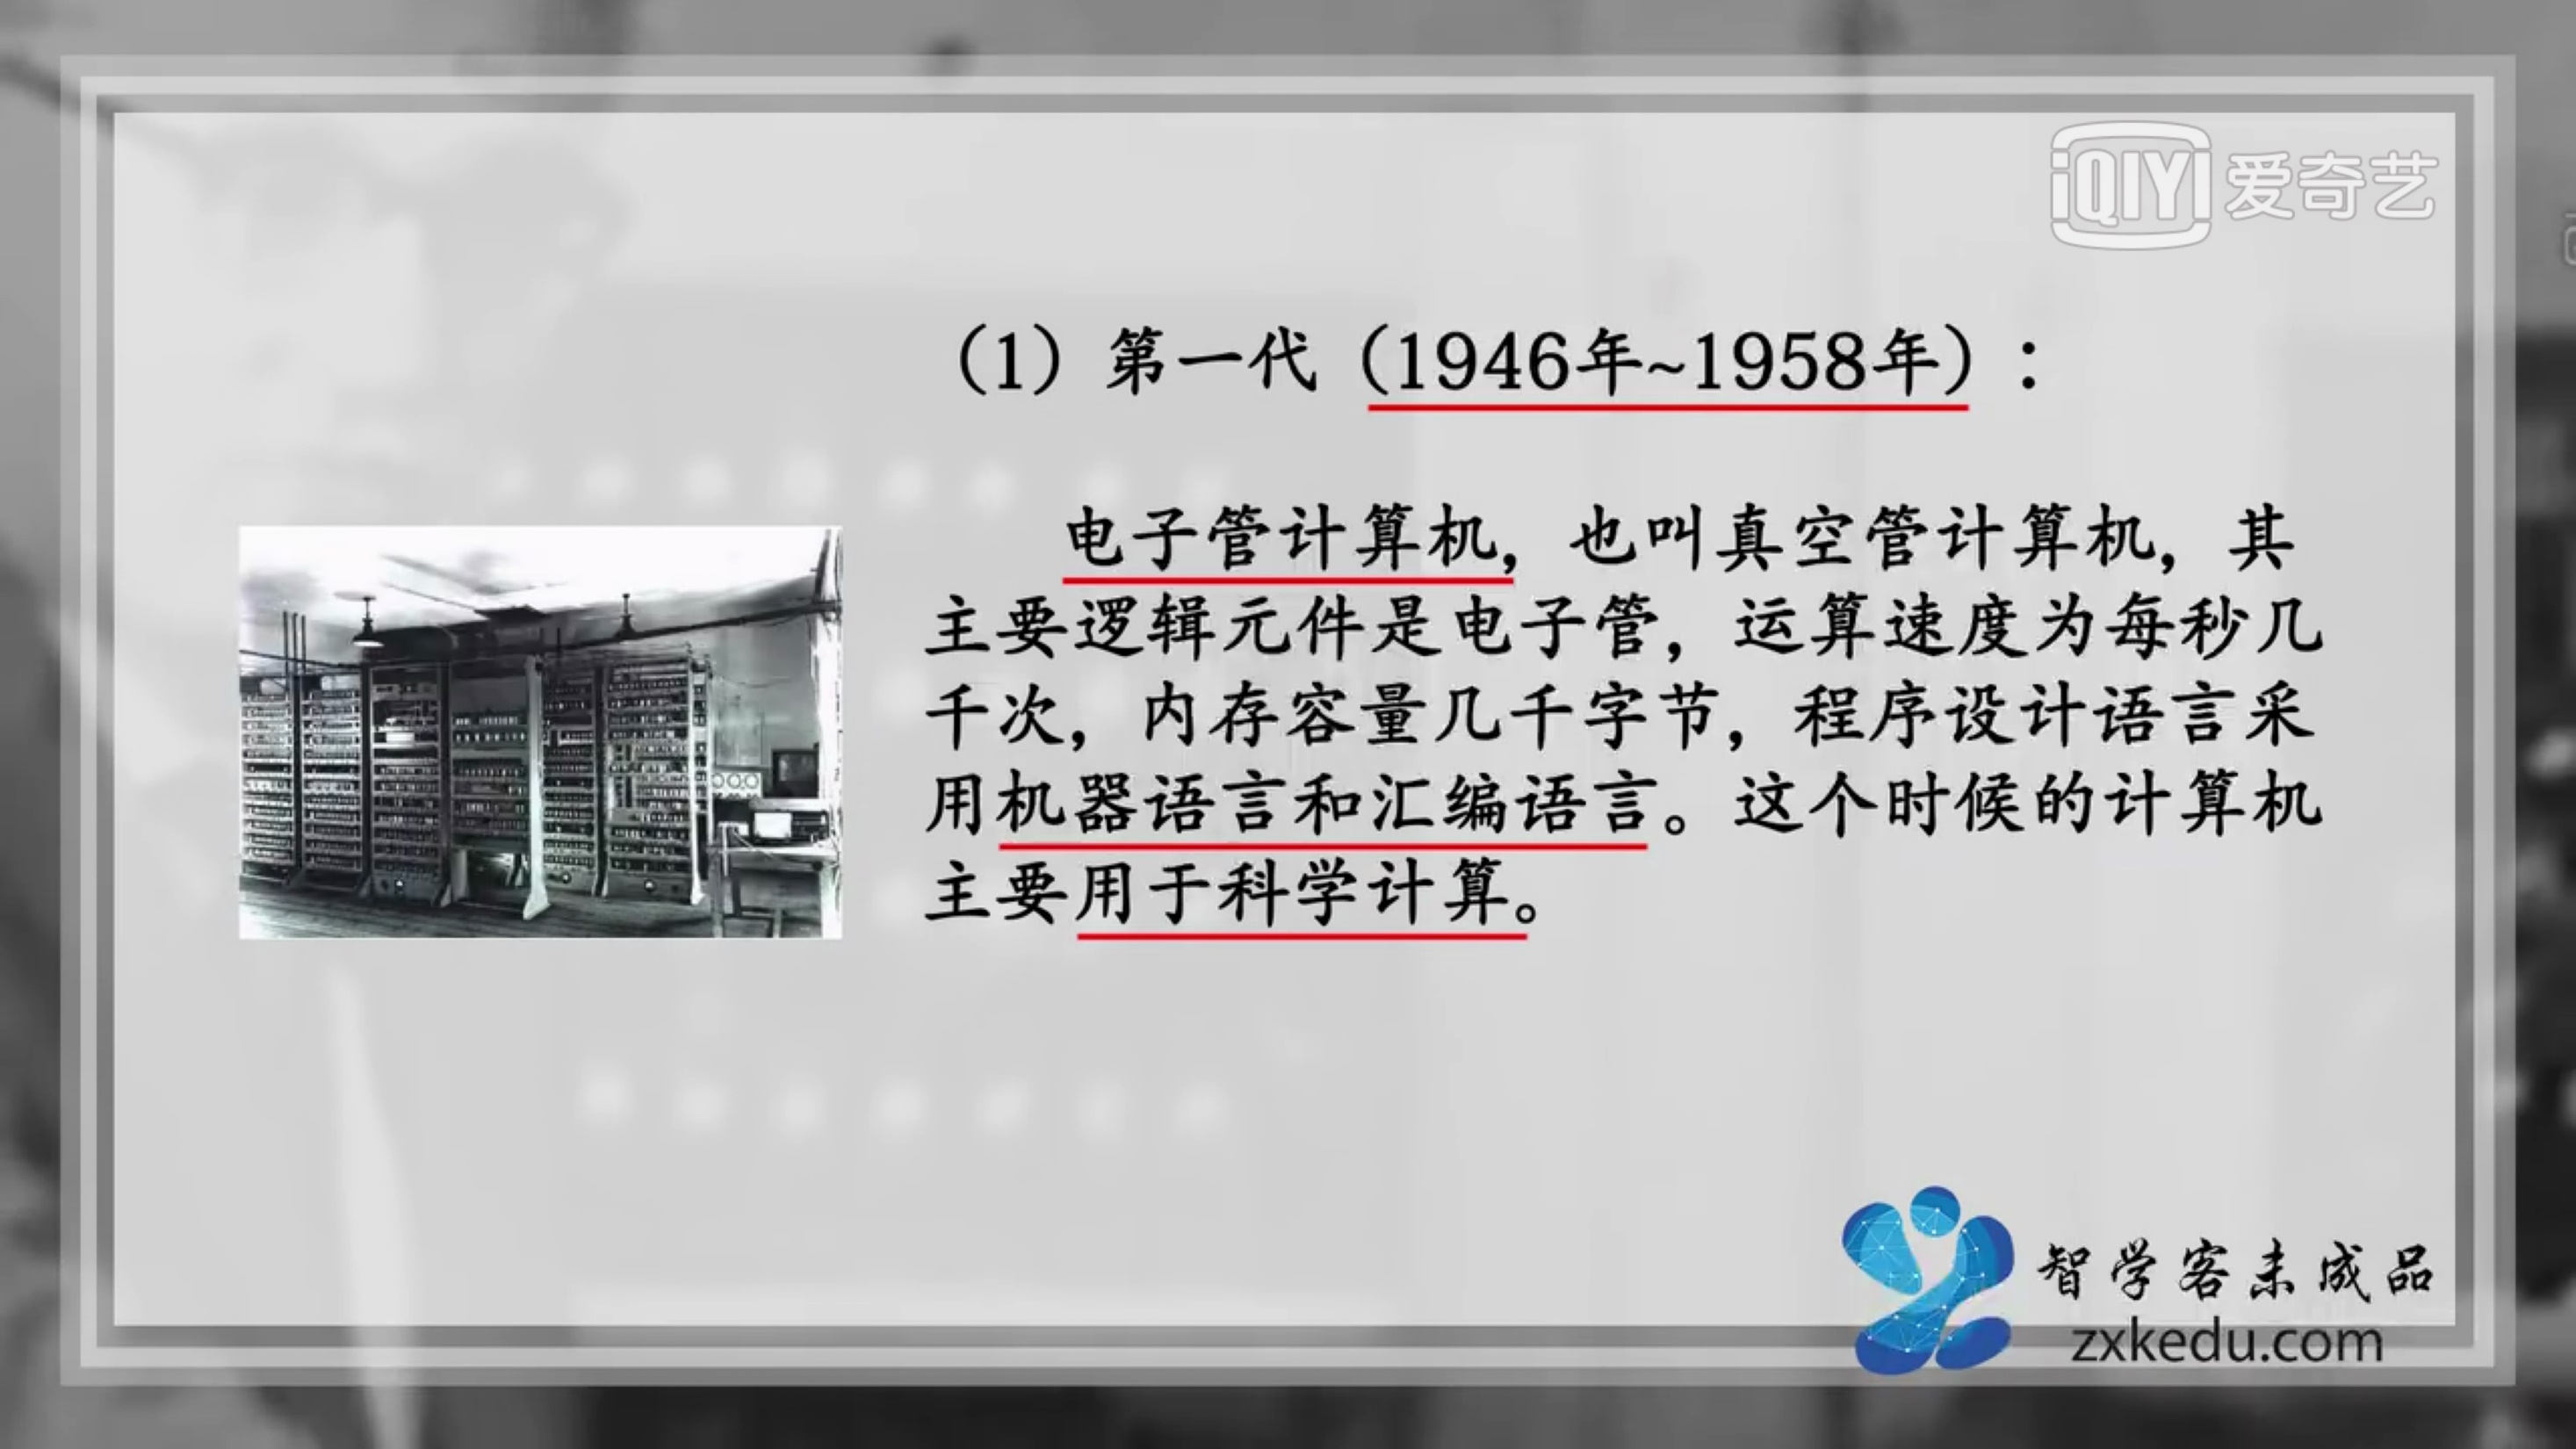 iQIYI 爱奇艺
（1）第一代（1946年~1958年）：
电子管计算机，也叫真空管计算机，其
主要逻辑元件是电子管，运算速度为每秒几
千次，内存容量几千字节，程序设计语言采
用机器语言和汇编语言。这个时候的计算机
主要用于科学计算。
智学客未成品
zxkedu.com